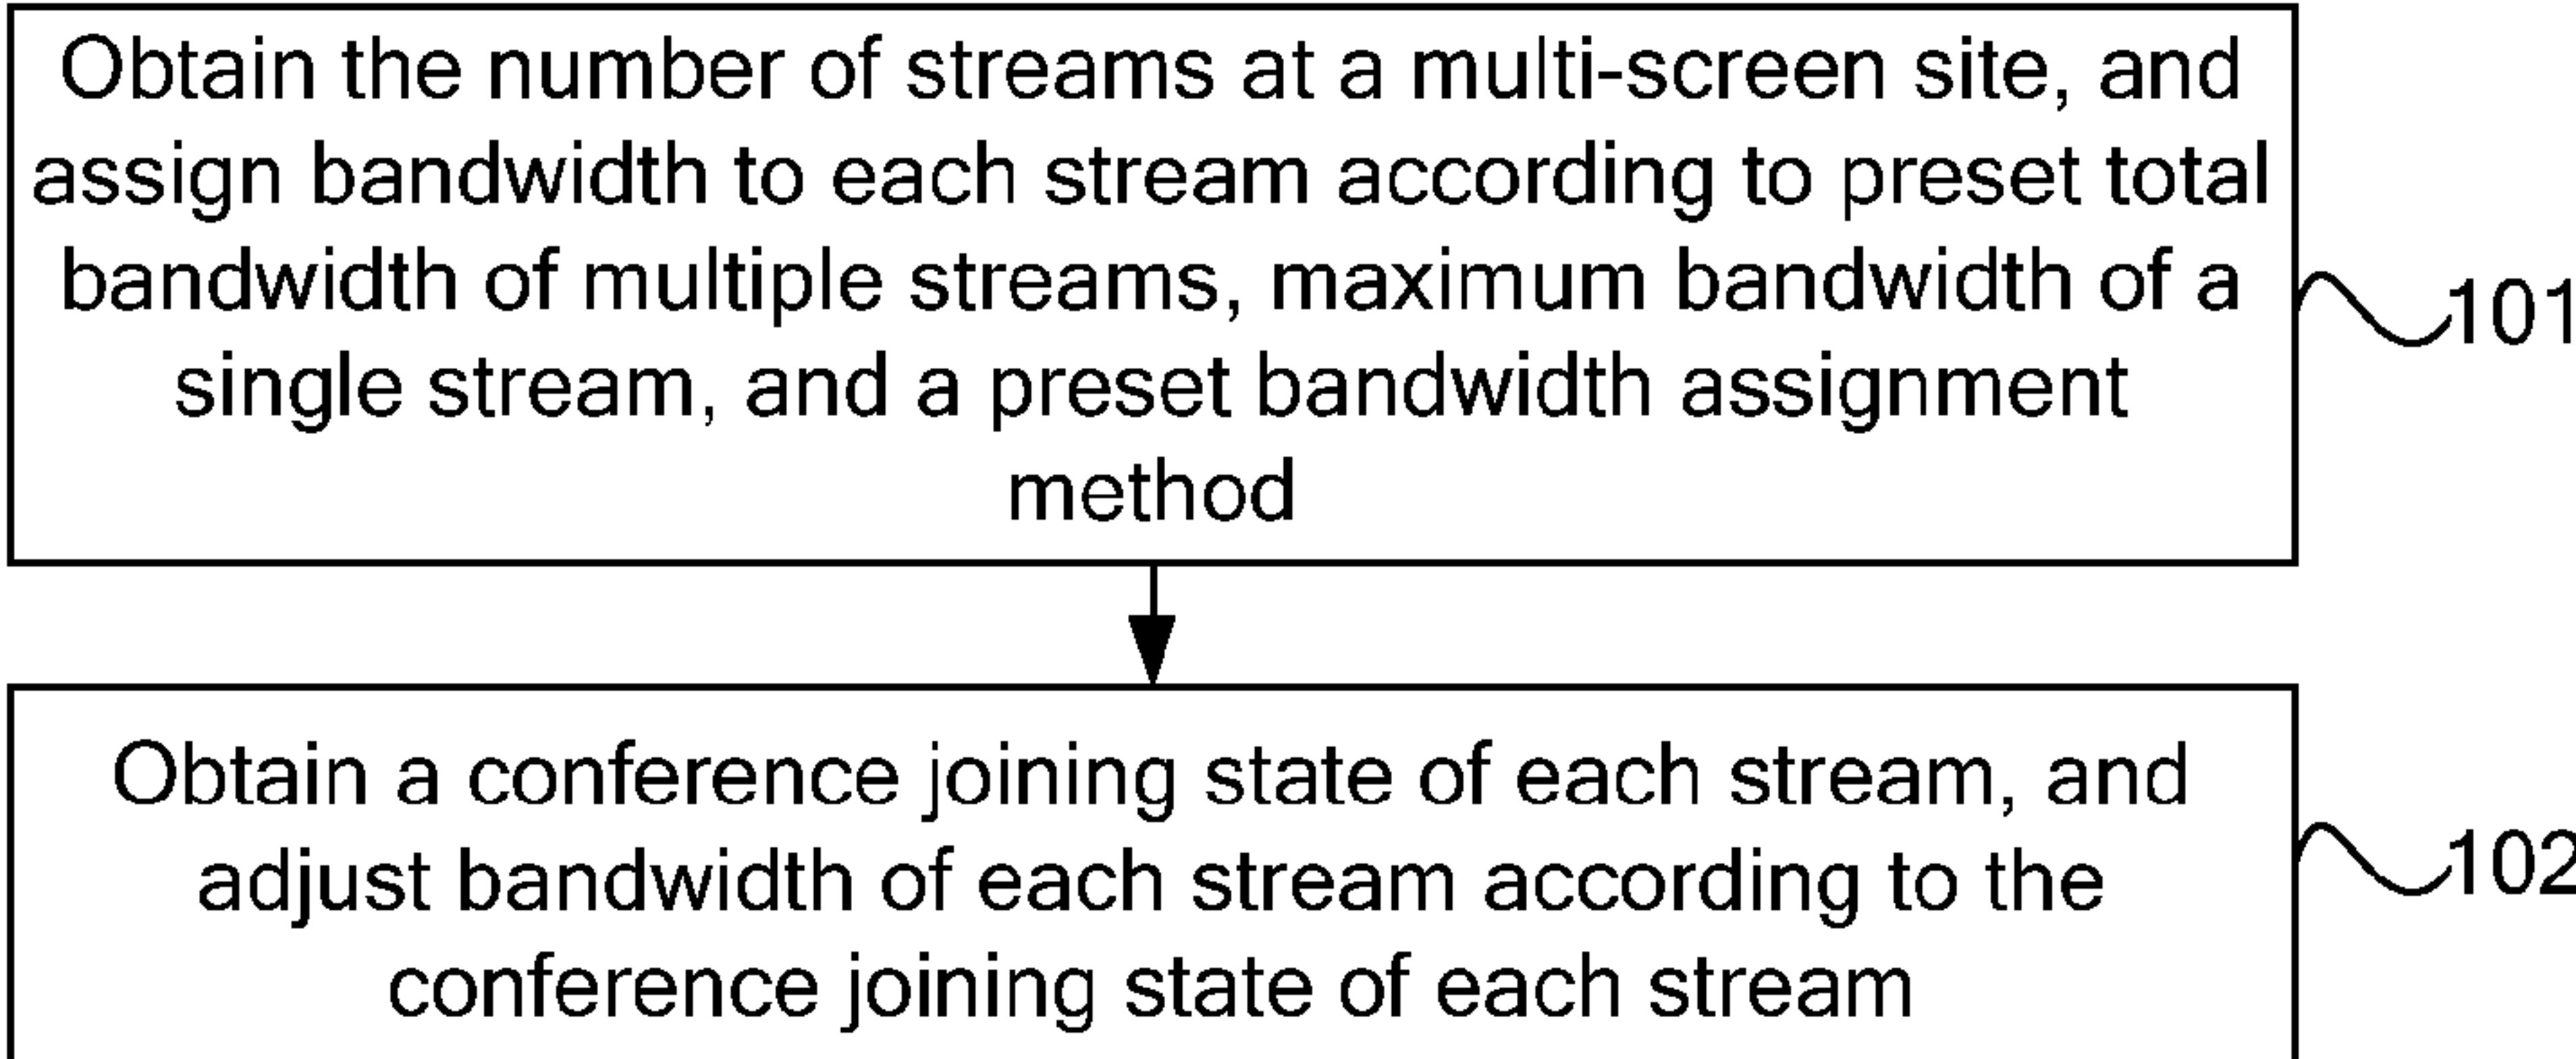 Obtain the number of streams at a multi-screen site, and
assign bandwidth to each stream according to preset total
bandwidth of multiple streams, maximum bandwidth of a
single stream, and a preset bandwidth assignment
method
101
Obtain a conference joining state of each stream, and
adjust bandwidth of each stream according to the
conference joining state of each stream
102